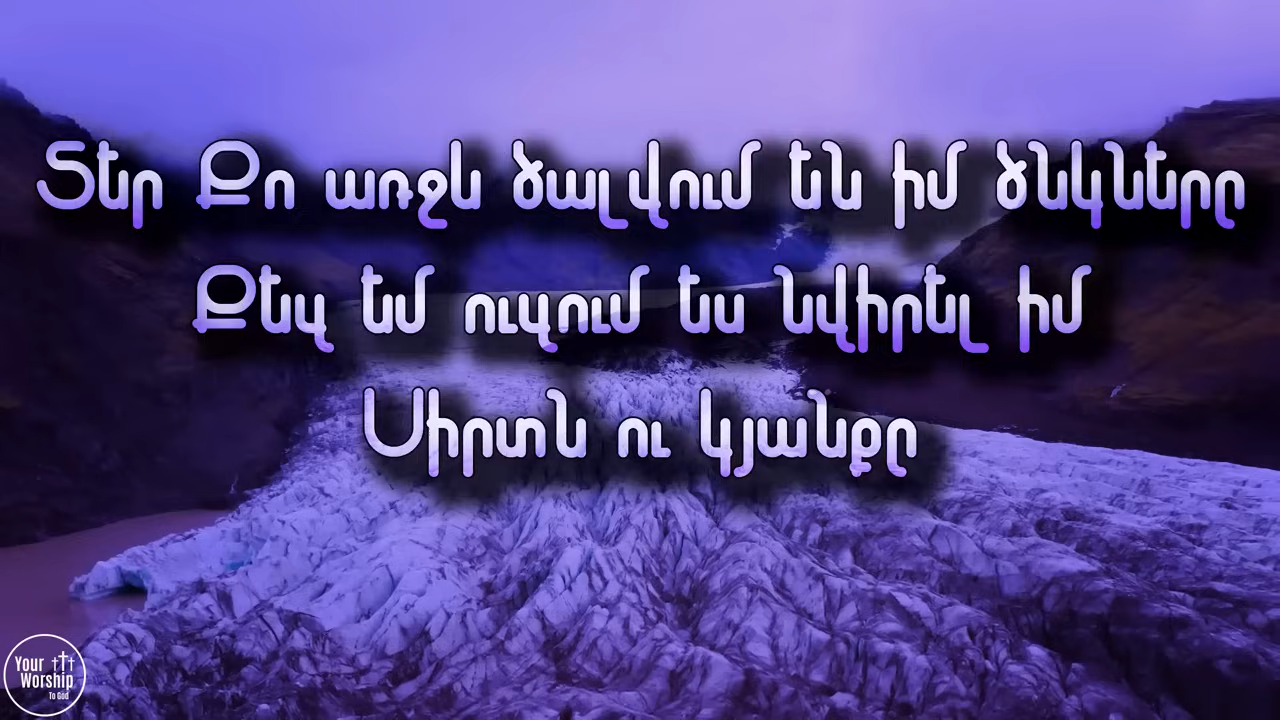 Տեր Քո առջև ծալվում են իմ ծնկները
Քեզ եմ ուզում ես նվիրել իմ
Սիրտն ու կյանքը
Your
Worship
To God